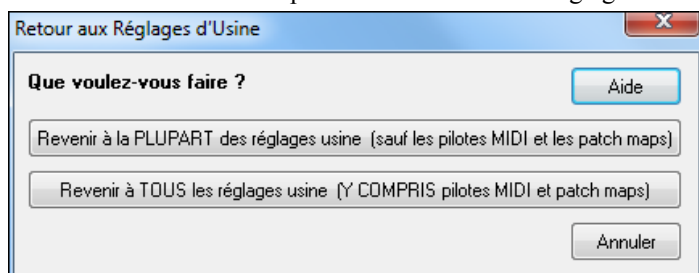 Retour aux Réglages d'Usine
Que voulez-vous faire ?
Aide
Revenir à la PLUPART des réglages usine (sauf les pilotes MIDI et les patch maps)
Revenir à TOUS les réglages usine (Y COMPRIS pilotes MIDI et patch maps)
Annuler